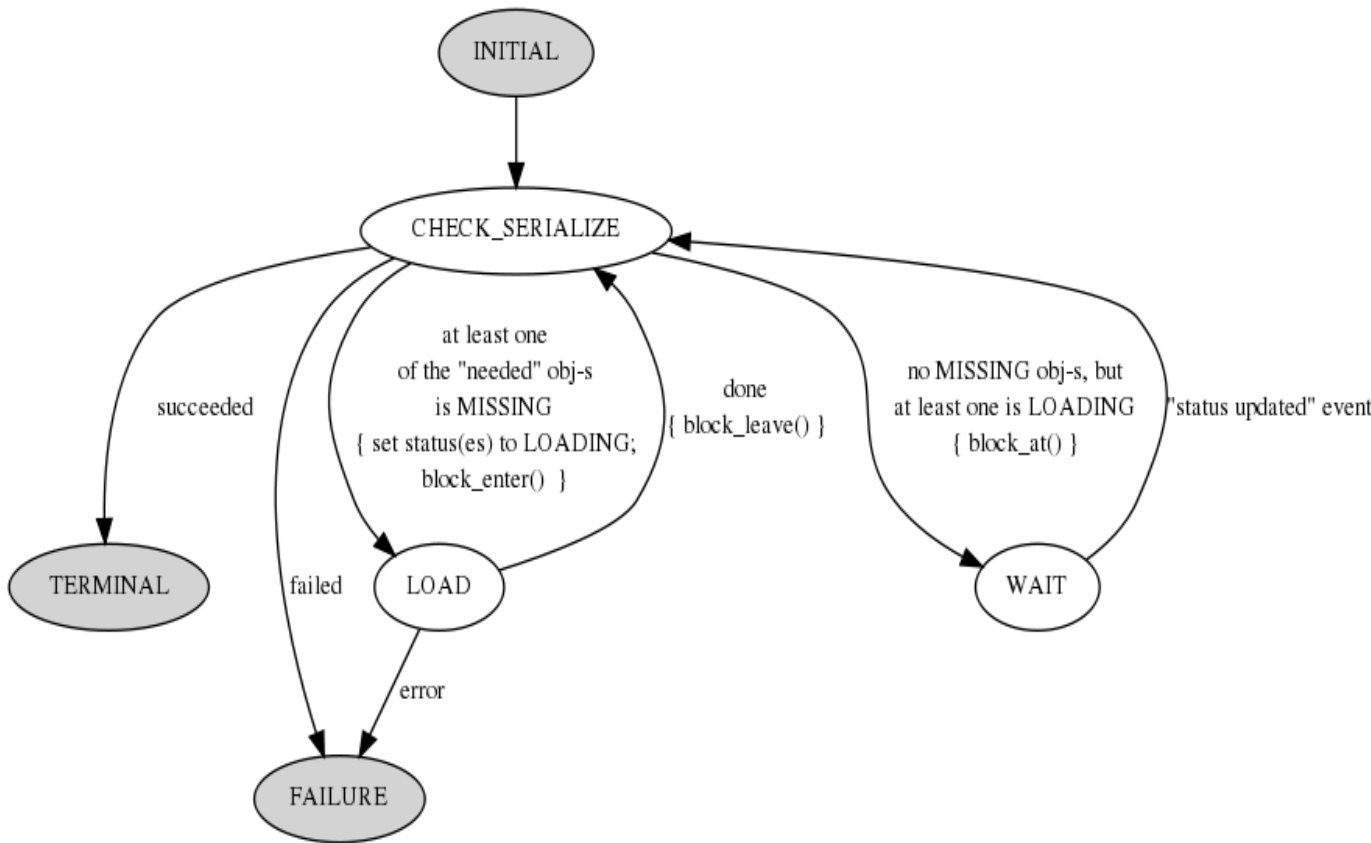 INITIAL
CHECK_SERIALIZE
succeeded
failed
at least one
of the "needed" obj-s
is MISSING
{ set status(es) to LOADING;
block_enter()  }
done
{ block_leave() }
no MISSING obj-s, but
at least one is LOADING
{ block_at() }
"status updated" event
TERMINAL
LOAD
WAIT
error
FAILURE